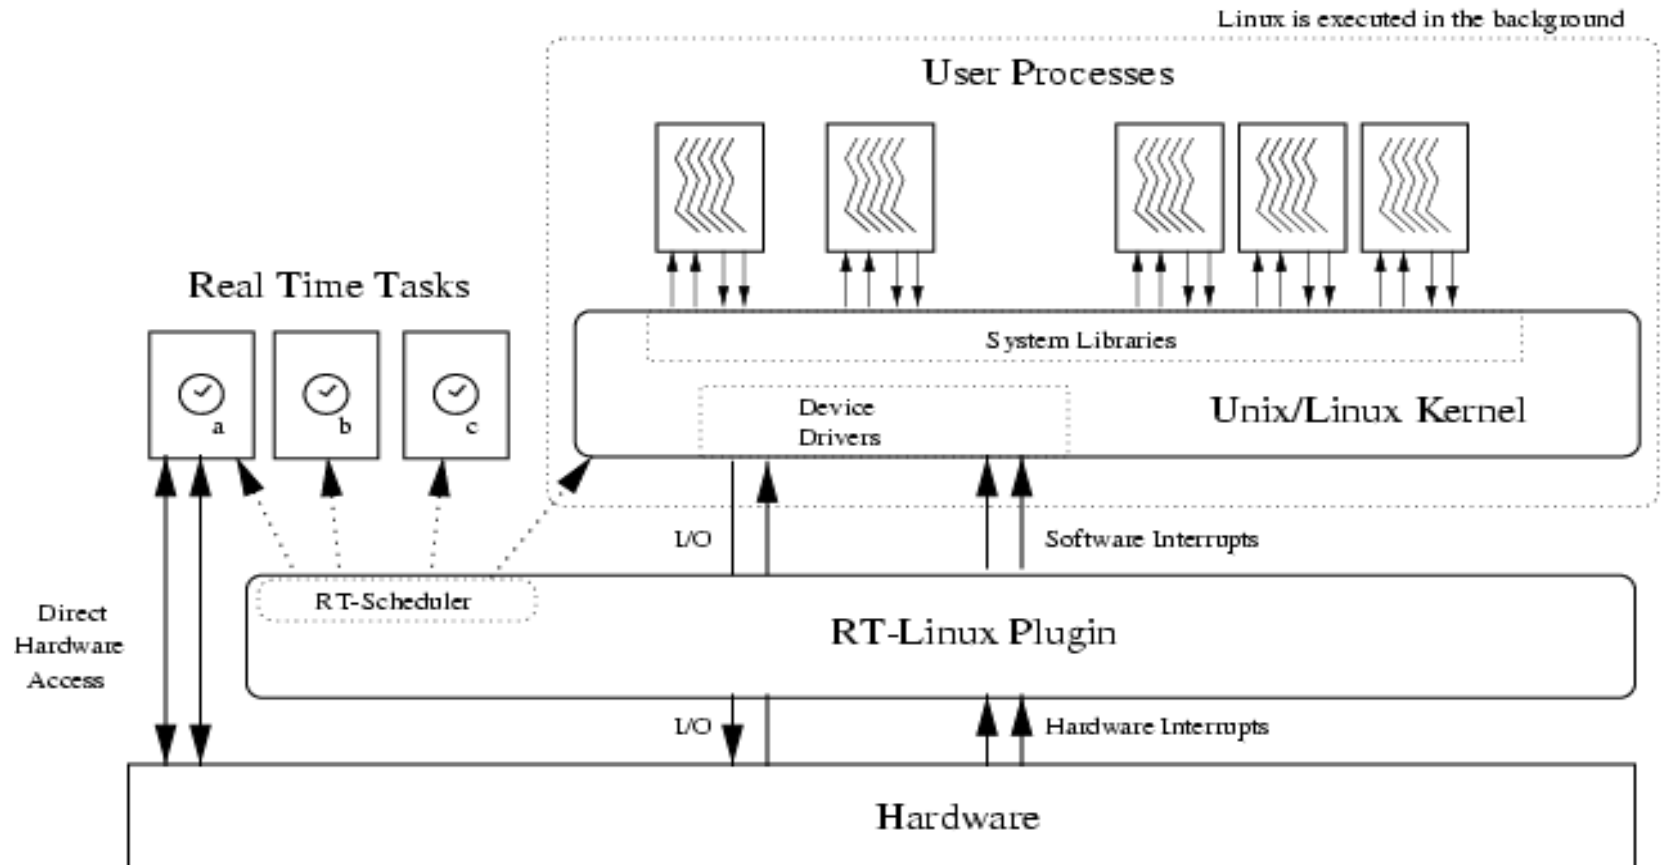 Linux is executed in the background
User Processes
Real Time Tasks
a
b
c
System Libraries
Device
Drivers
Unix/Linux Kernel
I/O
Software Interrupts
RT-Scheduler
Direct
Hardware
Access
RT-Linux Plugin
I/O
Hardware Interrupts
Hardware